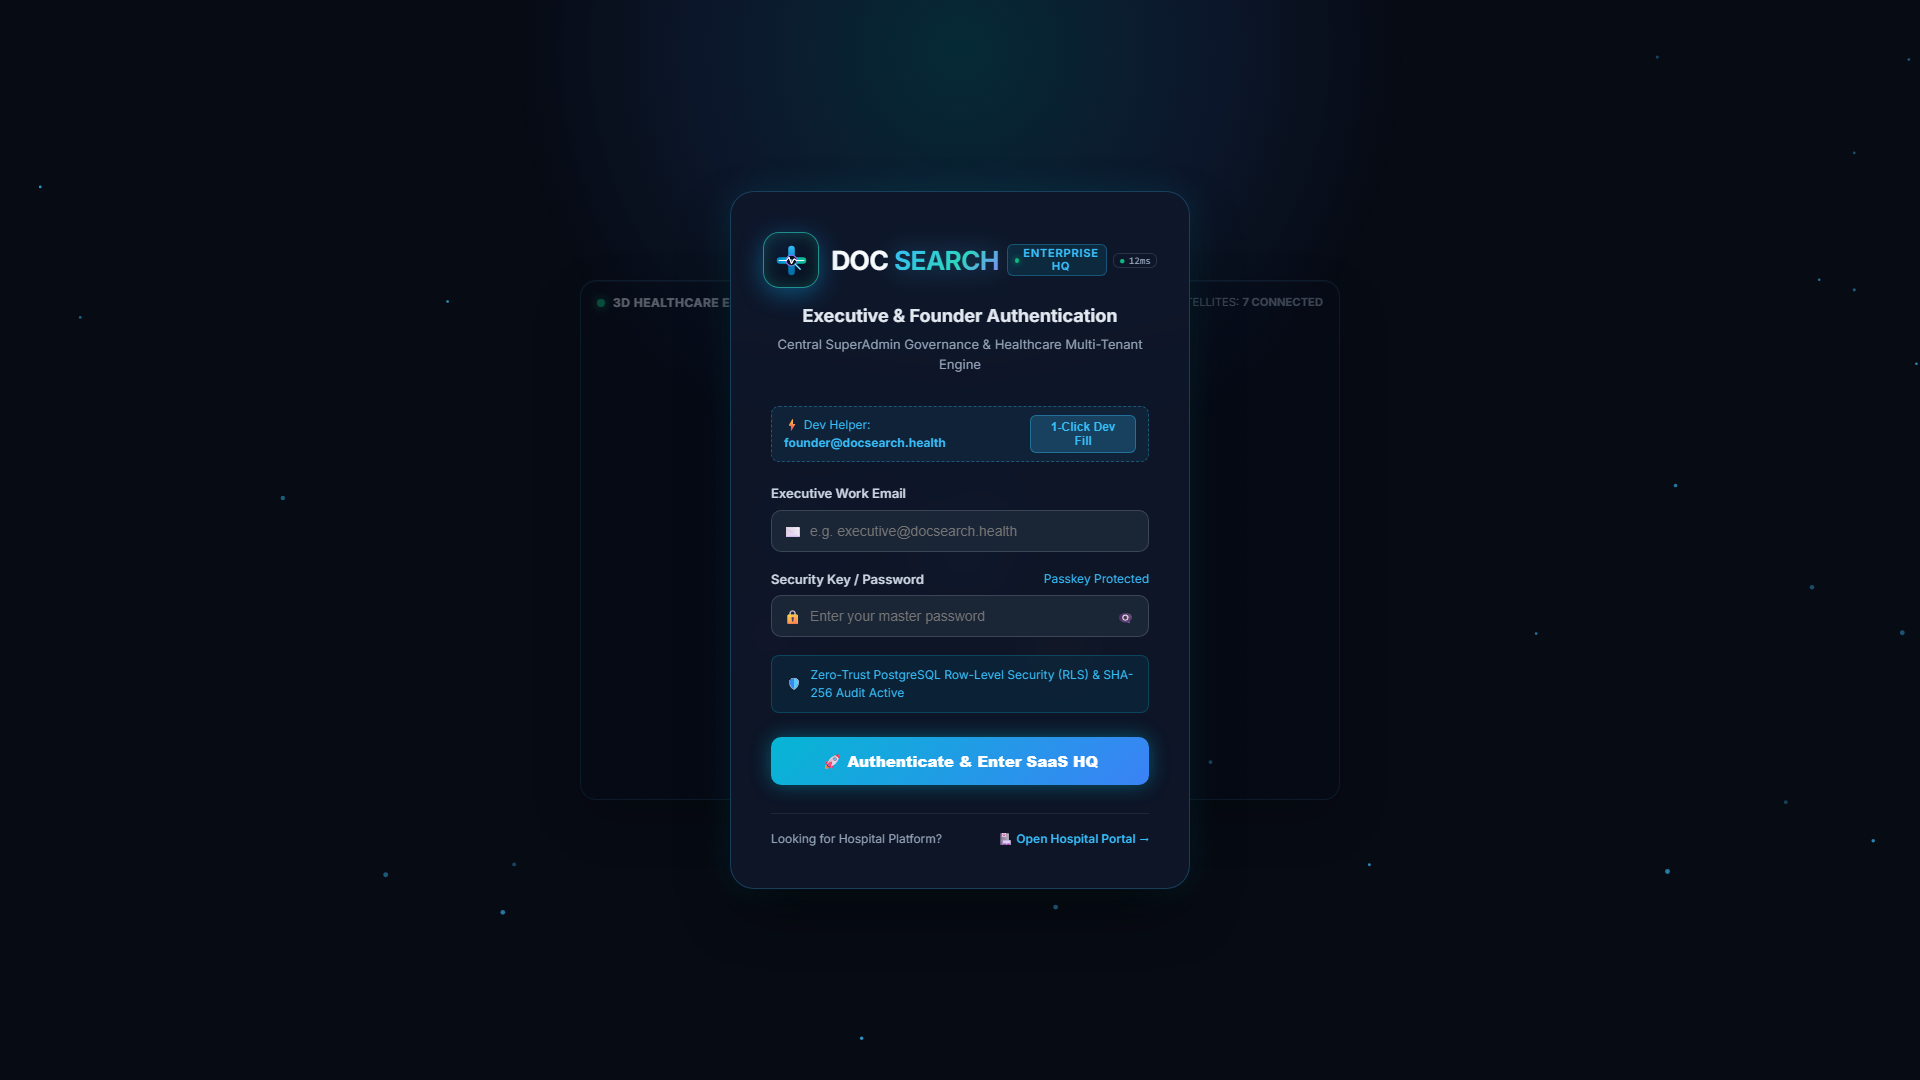 DOC SEARCH
ENTERPRISE
HQ
12ms
3D HEALTHCARE E
TELLITES: 7 CONNECTED
Executive & Founder Authentication
Central SuperAdmin Governance & Healthcare Multi-Tenant
Engine
Dev Helper:
founder@docsearch.health
1-Click Dev
Fill
Executive Work Email
e.g. executive@docsearch.health
Security Key / Password
Passkey Protected
Enter your master password
Zero-Trust PostgreSQL Row-Level Security (RLS) & SHA-
256 Audit Active
Authenticate & Enter SaaS HQ
Looking for Hospital Platform?
Open Hospital Portal →